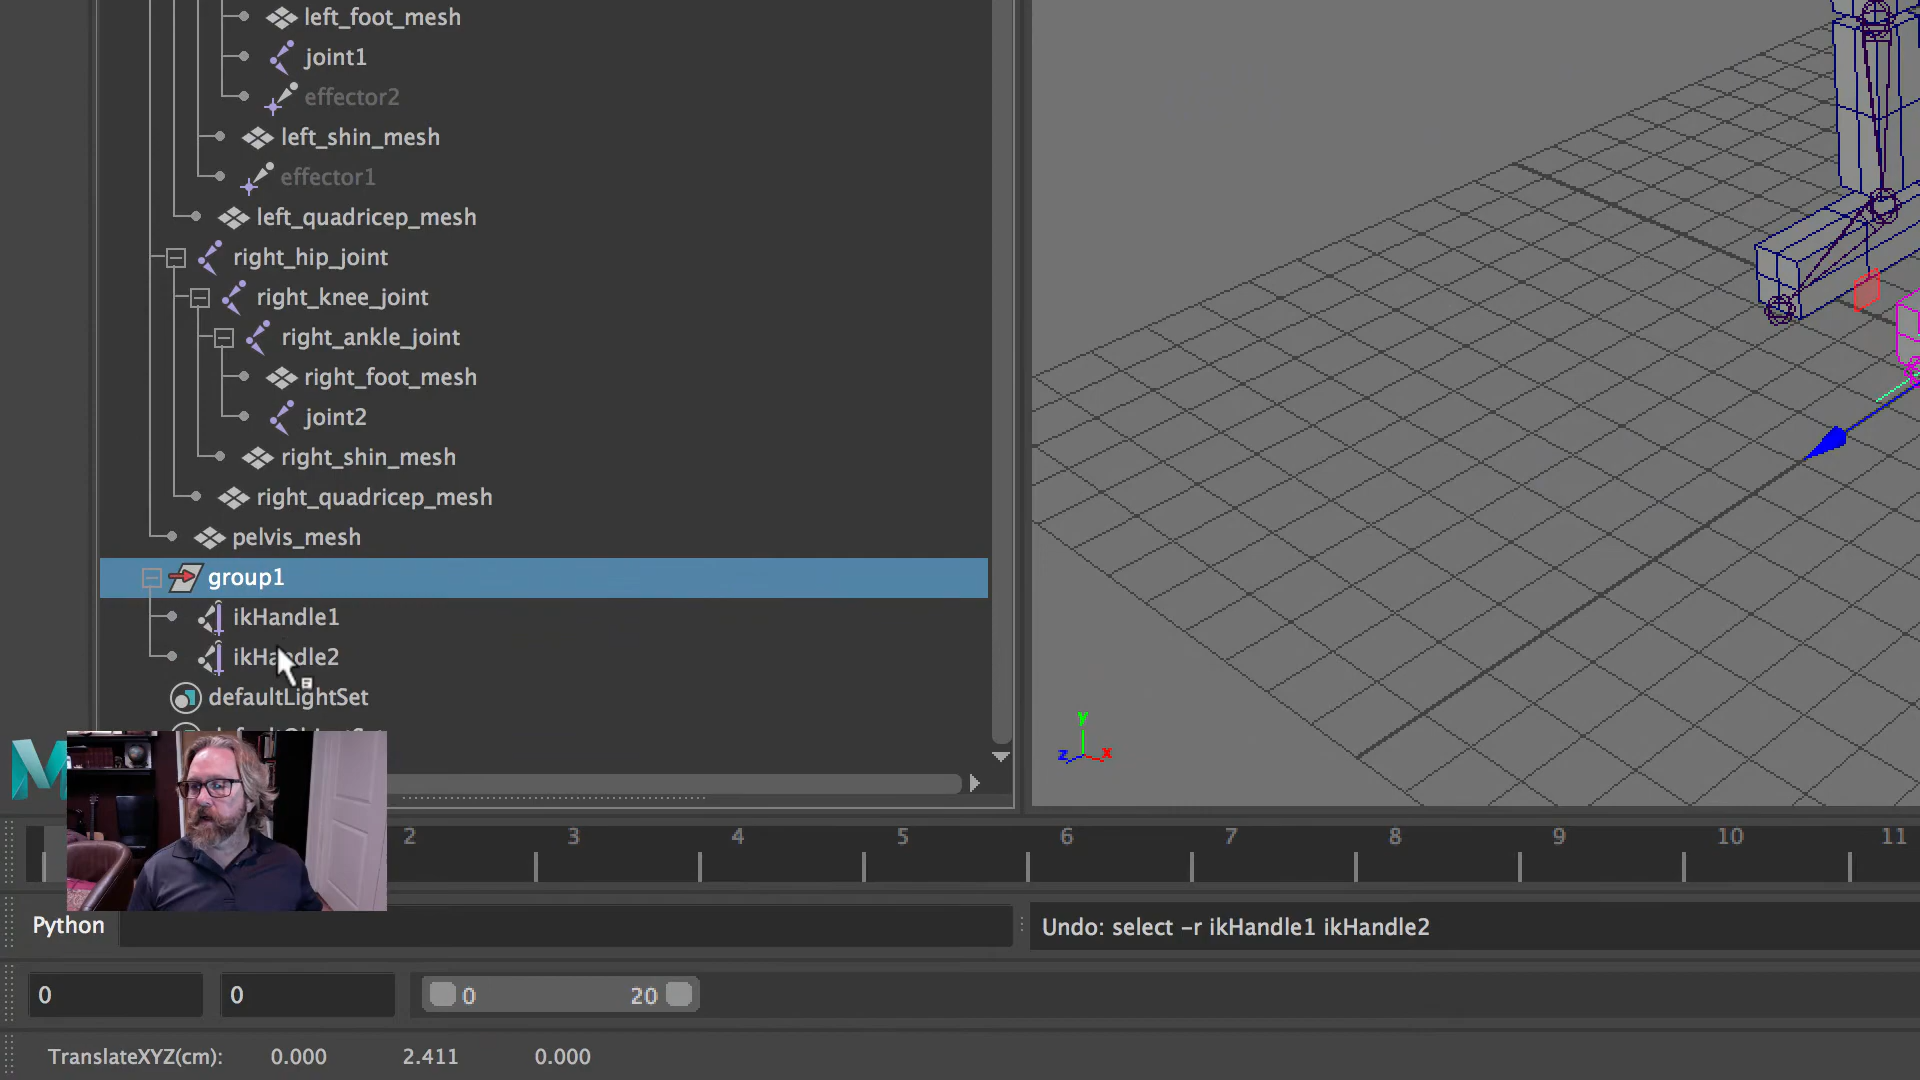 left_foot_mesh
joint1
effector2
left_shin_mesh
effector1
left_quadricep_mesh
right_hip_joint
right_knee_joint
right_ankle_joint
right_foot_mesh
joint2
right_shin_mesh
right_quadricep_mesh
pelvis_mesh
group1
ikHandle1
ikHandle2
defaultLightSet
y
z x
2 3 4 5 6 7 8 9 10 11
Python
Undo: select -r ikHandle1 ikHandle2
0 0 0 20
TranslateXYZ(cm): 0.000 2.411 0.000